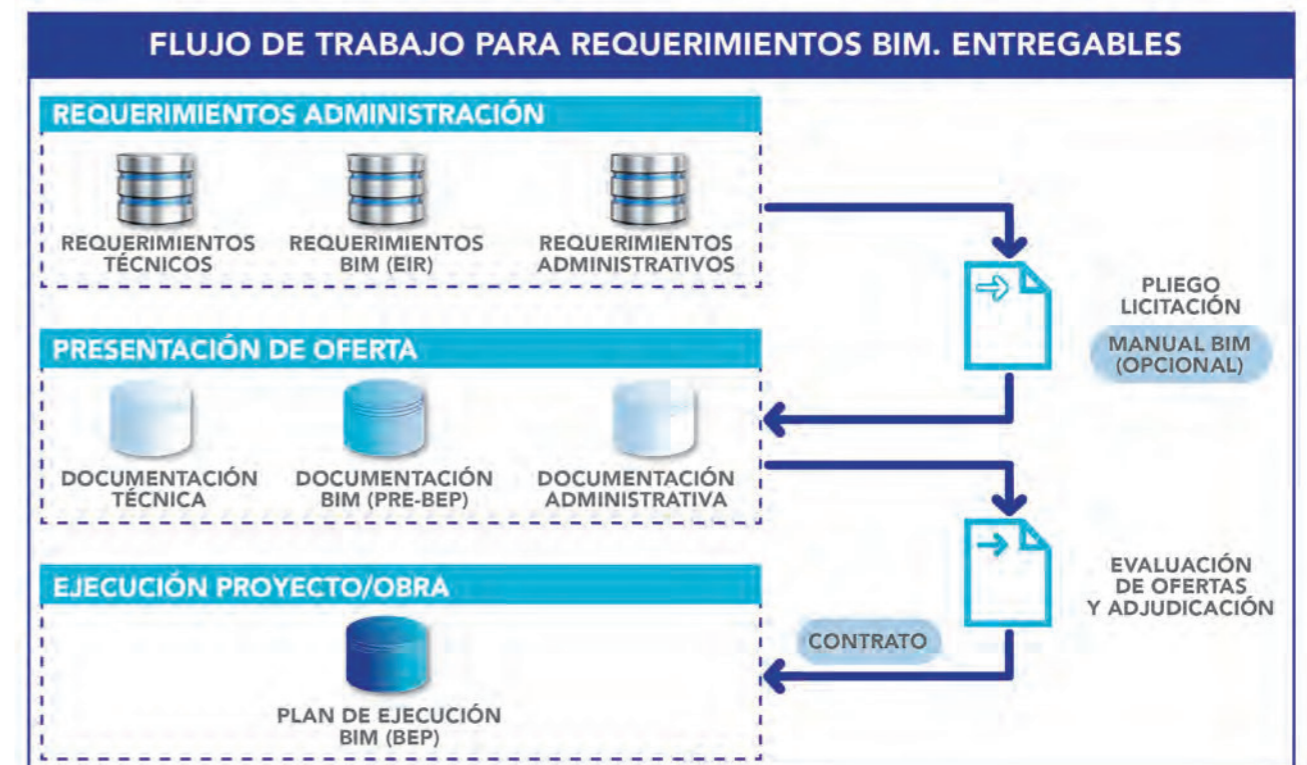 FLUJO DE TRABAJO PARA REQUERIMIENTOS BIM. ENTREGABLES
REQUERIMIENTOS ADMINISTRACIÓN
REQUERIMIENTOS
TÉCNICOS
REQUERIMIENTOS
BIM (EIR)
REQUERIMIENTOS
ADMINISTRATIVOS
PLIEGO
LICITACIÓN
MANUAL BIM
(OPCIONAL)
PRESENTACIÓN DE OFERTA
DOCUMENTACIÓN
TÉCNICA
DOCUMENTACIÓN
BIM (PRE-BEP)
DOCUMENTACIÓN
ADMINISTRATIVA
EVALUACIÓN
DE OFERTAS
Y ADJUDICACIÓN
CONTRATO
EJECUCIÓN PROYECTO/OBRA
PLAN DE EJECUCIÓN
BIM (BEP)